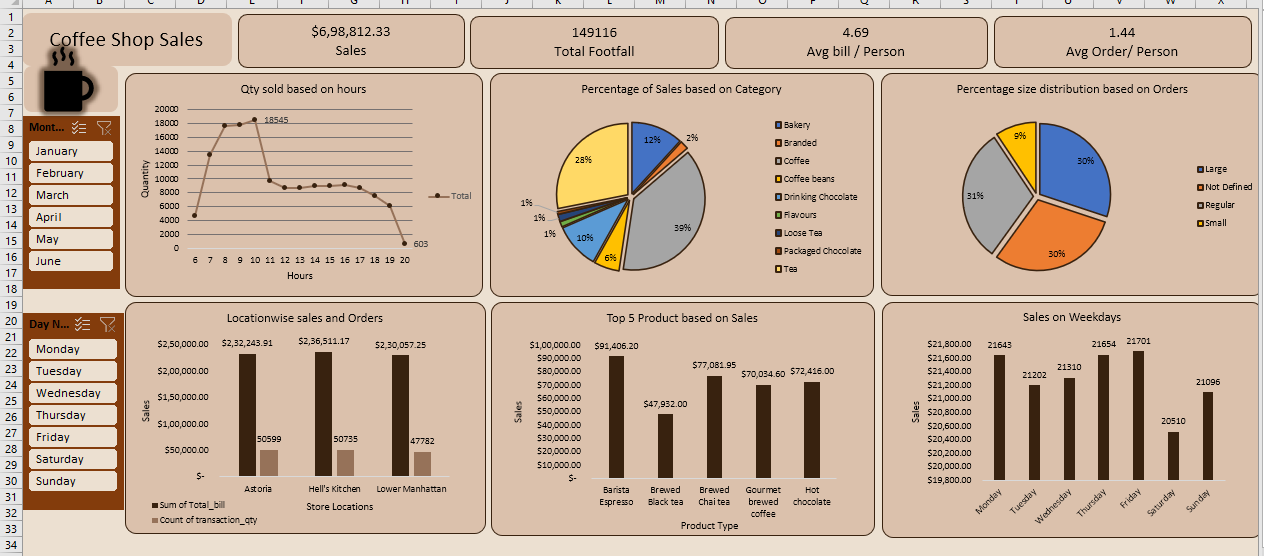 A B C D E F G H I J K L M N O P Q R S T U V W X
1
2
3
4
5
6
7
8
9
10
11
12
13
14
15
16
17
18
19
20
21
22
23
24
25
26
27
28
29
30
31
32
33
34
Coffee Shop Sales
$6,98,812.33
Sales
149116
Total Footfall
4.69
Avg bill / Person
1.44
Avg Order/ Person
Mont...
January
February
March
April
May
June
Day N...
Monday
Tuesday
Wednesday
Thursday
Friday
Saturday
Sunday
Qty sold based on hours
Quantity
20000
18000
16000
14000
12000
10000
8000
6000
4000
2000
0
18545
603
Total
6 7 8 9 10 11 12 13 14 15 16 17 18 19 20
Hours
Percentage of Sales based on Category
12%
2%
39%
6%
10%
1%
1%
1%
28%
Bakery
Branded
Coffee
Coffee beans
Drinking Chocolate
Flavours
Loose Tea
Packaged Chocolate
Tea
Percentage size distribution based on Orders
30%
30%
31%
9%
Large
Not Defined
Regular
Small
Locationwise sales and Orders
Sales
$2,50,000.00
$2,00,000.00
$1,50,000.00
$1,00,000.00
$50,000.00
$-
$2,32,243.91
$2,36,511.17
$2,30,057.25
50599
50735
47782
Astoria
Hell's Kitchen
Lower Manhattan
Store Locations
Sum of Total_bill
Count of transaction_qty
Top 5 Product based on Sales
Sales
$1,00,000.00
$90,000.00
$80,000.00
$70,000.00
$60,000.00
$50,000.00
$40,000.00
$30,000.00
$20,000.00
$10,000.00
$-
$91,406.20
$47,932.00
$77,081.95
$70,034.60
$72,416.00
Barista
Espresso
Brewed
Black tea
Brewed
Chai tea
Gourmet
brewed
coffee
Hot
chocolate
Product Type
Sales on Weekdays
Sales
$21,800.00
$21,600.00
$21,400.00
$21,200.00
$21,000.00
$20,800.00
$20,600.00
$20,400.00
$20,200.00
$20,000.00
$19,800.00
21643
21202
21310
21654
21701
20510
21096
Monday
Tuesday
Wednesday
Thursday
Friday
Saturday
Sunday